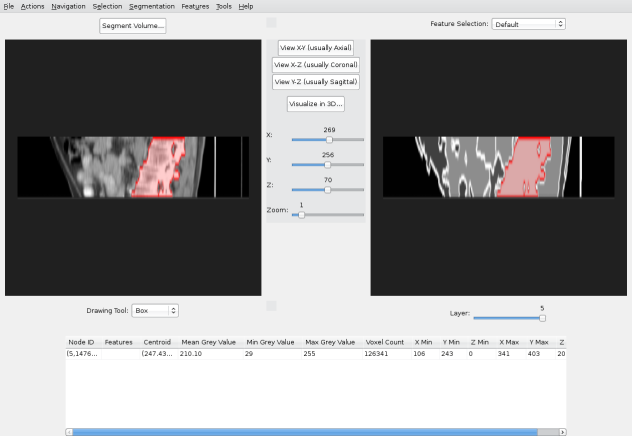 File Actions Navigation Selection Segmentation Features Tools Help
Segment Volume...
Feature Selection: Default
View X-Y (usually Axial)
View X-Z (usually Coronal)
View Y-Z (usually Sagittal)
Visualize in 3D...
X: 269
Y: 256
Z: 70
Zoom: 1
Drawing Tool: Box
Layer: 5
Node ID Features Centroid Mean Grey Value Min Grey Value Max Grey Value Voxel Count X Min Y Min Z Min X Max Y Max Z
(5,1476... (247.43... 210.10 29 255 126341 106 243 0 341 403 20